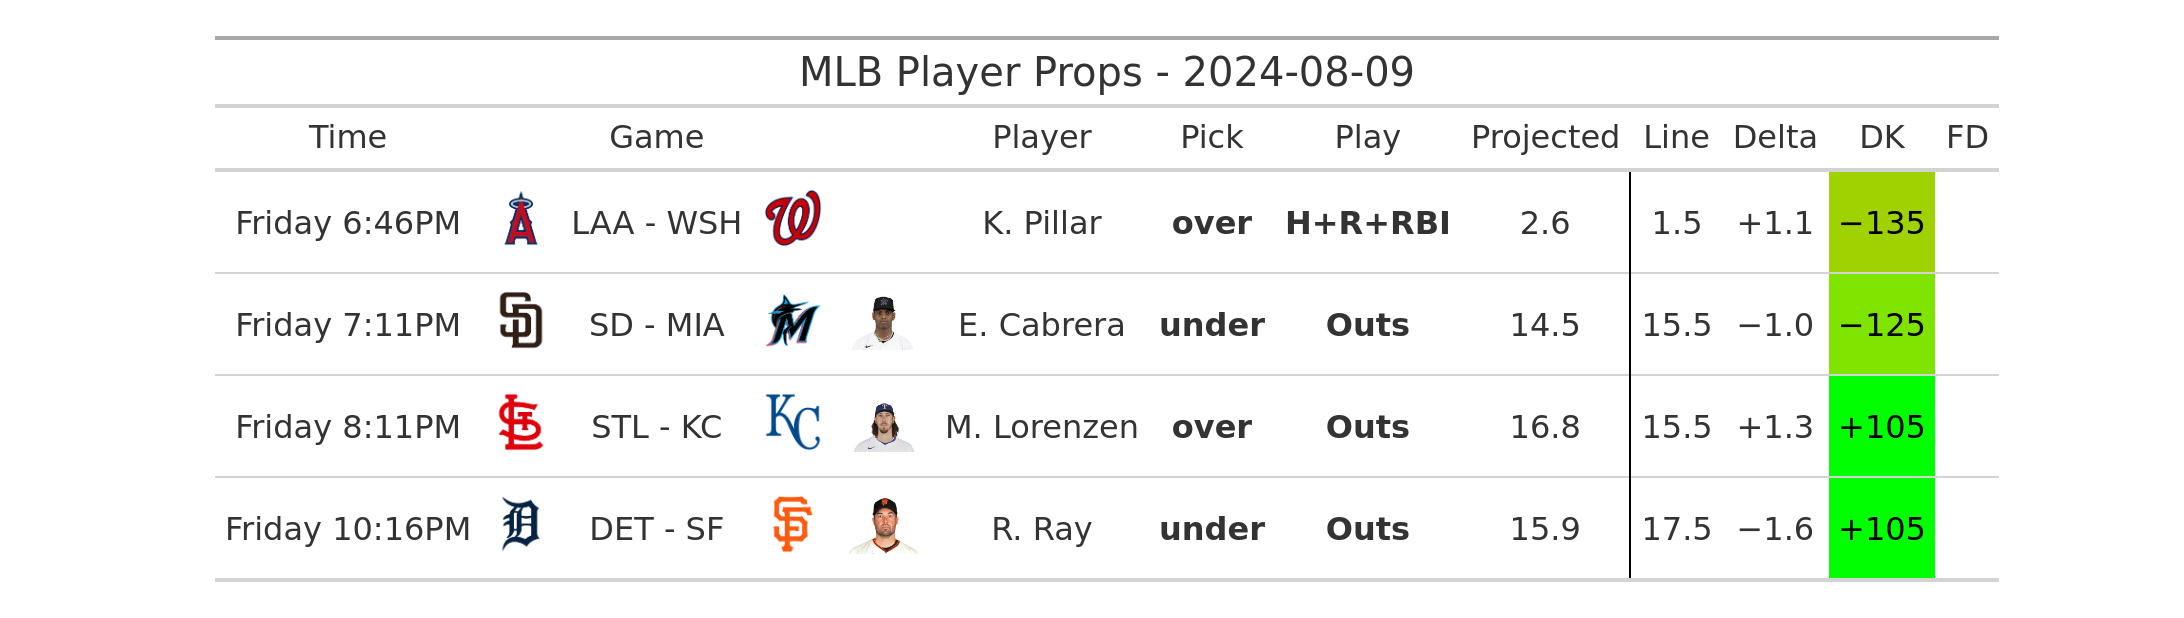 MLB Player Props - 2024-08-09
Time Game Player Pick Play Projected Line Delta DK FD
Friday 6:46PM LAA - WSH K. Pillar over H+R+RBI 2.6 1.5 +1.1 −135
Friday 7:11PM SD - MIA E. Cabrera under Outs 14.5 15.5 −1.0 −125
Friday 8:11PM STL - KC M. Lorenzen over Outs 16.8 15.5 +1.3 +105
Friday 10:16PM DET - SF R. Ray under Outs 15.9 17.5 −1.6 +105